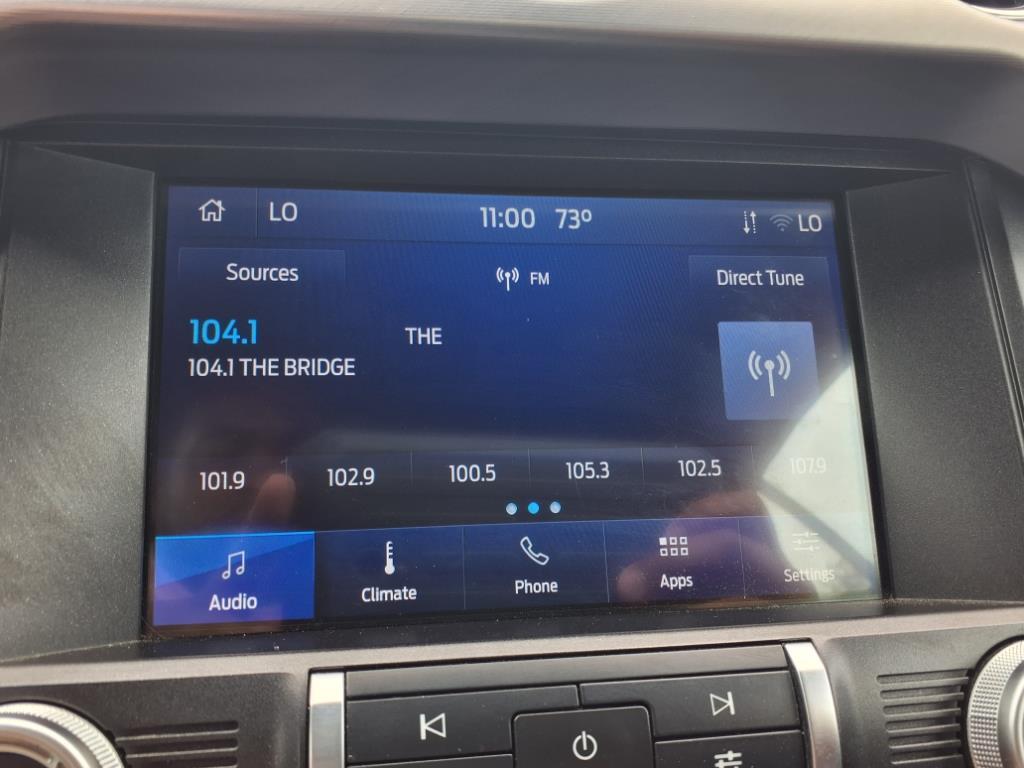 LO 11:00 73º LO
Sources FM Direct Tune
104.1 THE
104.1 THE BRIDGE
101.9 102.9 100.5 105.3 102.5 107.9
Audio Climate Phone Apps Settings